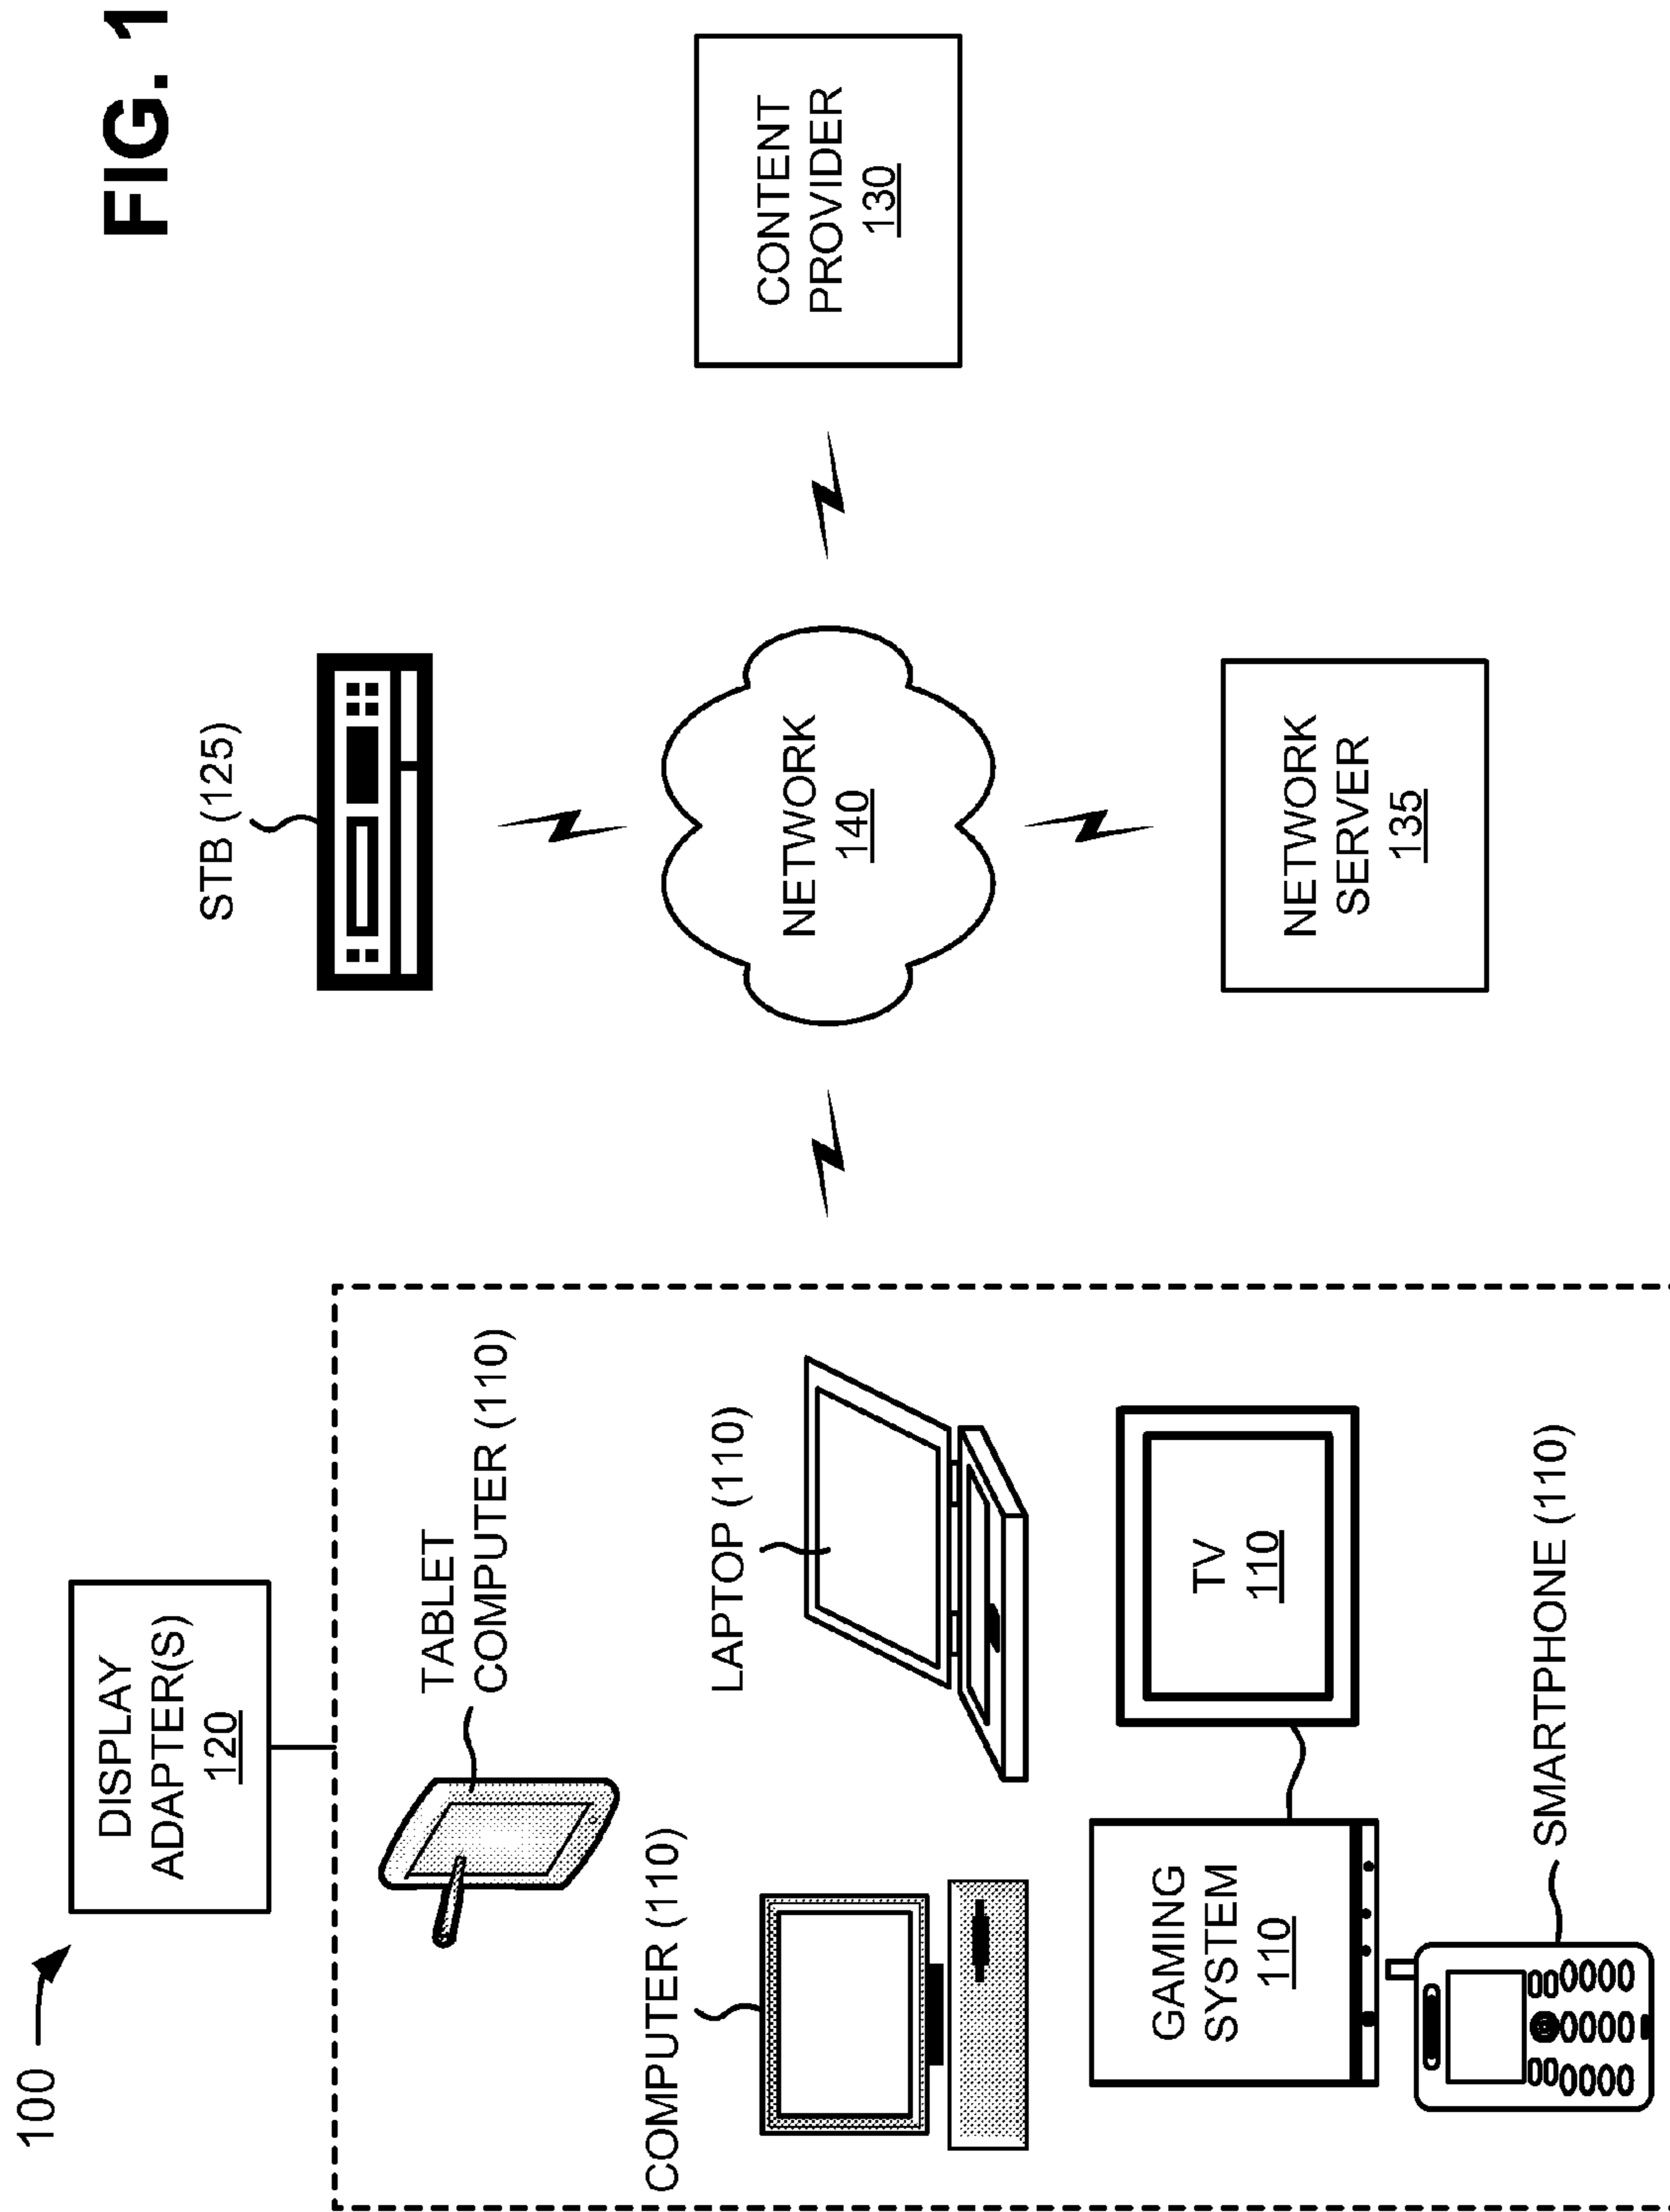 FIG. 1
100
DISPLAY
ADAPTER(S)
120
STB (125)
TABLET
COMPUTER (110)
COMPUTER (110)
LAPTOP (110)
NETWORK
140
CONTENT
PROVIDER
130
GAMING
SYSTEM
110
TV
110
NETWORK
SERVER
135
SMARTPHONE (110)